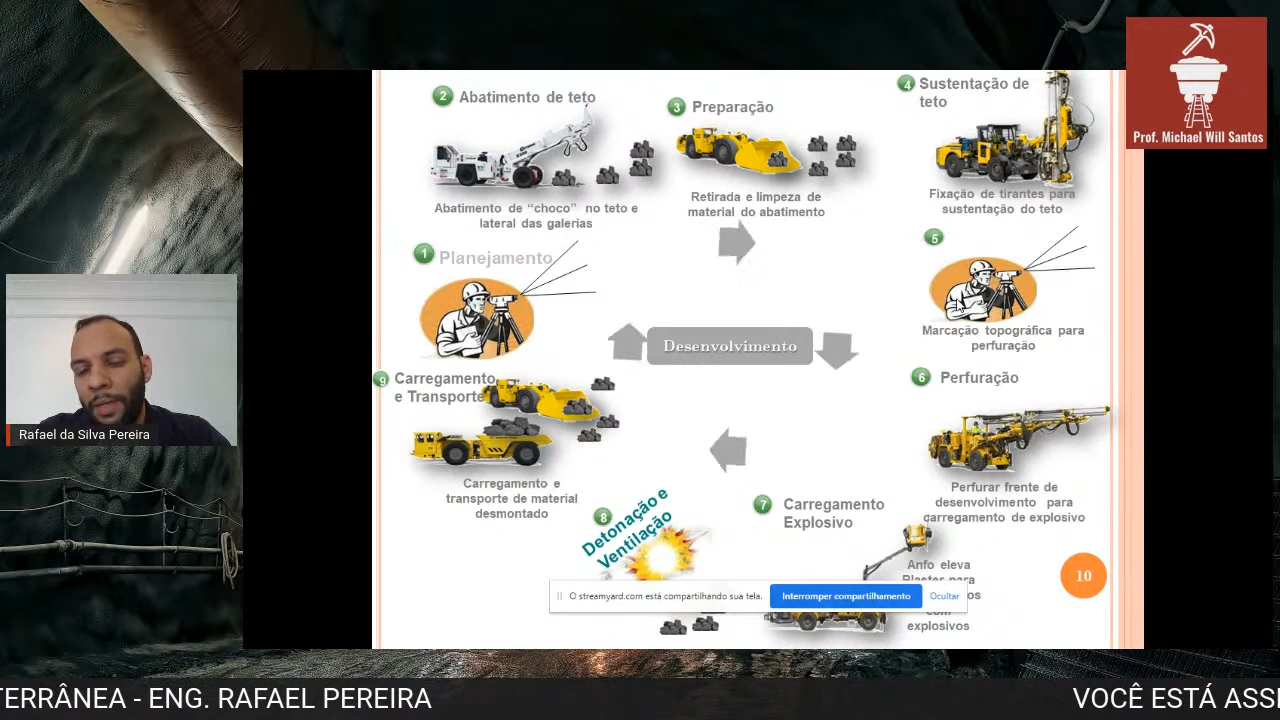 2 Abatimento de teto
Abatimento de “choco” no teto e
lateral das galerias
3 Preparação
Retirada e limpeza de
material do abatimento
4 Sustentação de
teto
Fixação de tirantes para
sustentação do teto
Prof. Michael Will Santos
1 Planejamento
5
Marcação topográfica para
perfuração
Desenvolvimento
9 Carregamento
e Transporte
Carregamento e
transporte de material
desmontado
6 Perfuração
Perfurar frente de
desenvolvimento para
carregamento de explosivo
8 Detonação e
Ventilação
7 Carregamento
Explosivo
Anfo eleva
Blaster para
os
com
explosivos
10
O streamyard.com está compartilhando sua tela.
Interromper compartilhamento
Ocultar
Rafael da Silva Pereira
TERRÂNEA - ENG. RAFAEL PEREIRA
VOCÊ ESTÁ ASSI